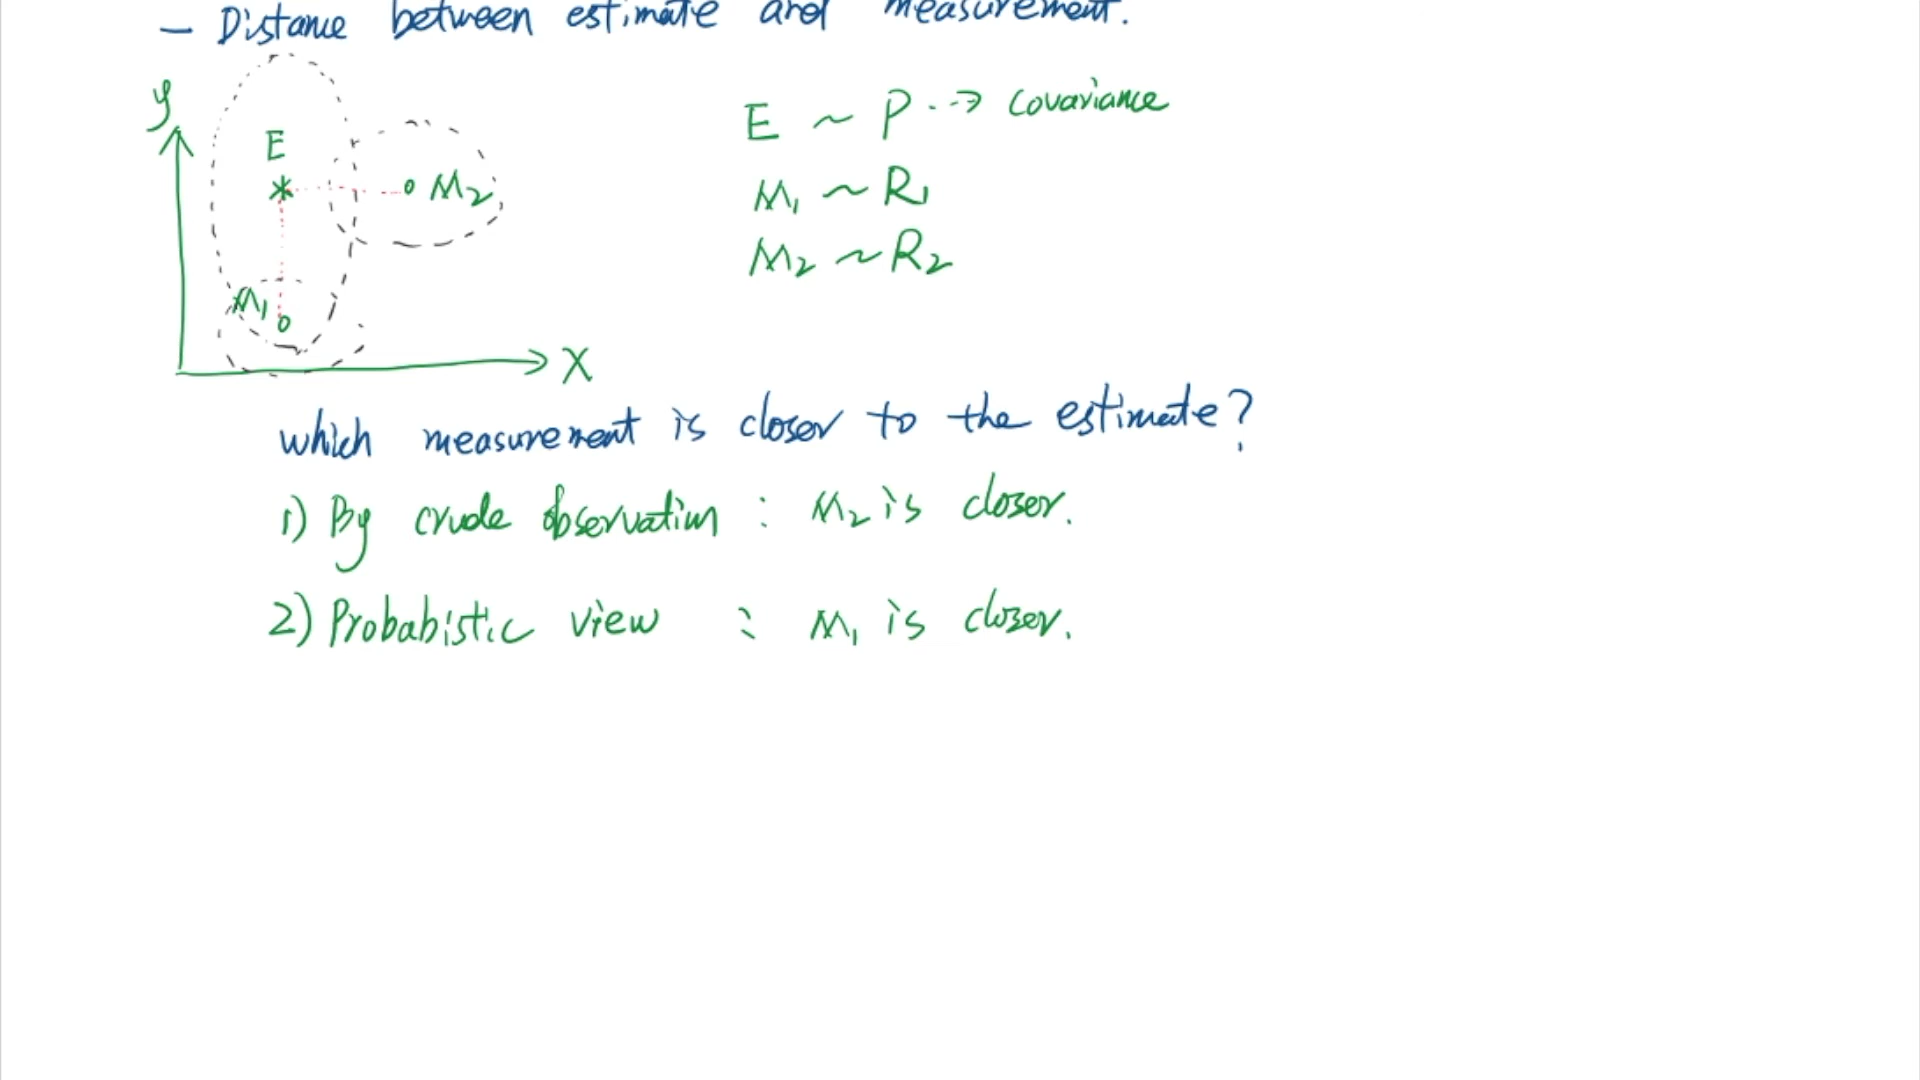 – Distance between estimate and measurement.
y
E
* o M₂
M₁ o
X
E ~ P --> covariance
M₁ ~ R₁
M₂ ~ R₂
which measurement is closer to the estimate?
1) By crude observation : M₂ is closer.
2) Probabistic view : M₁ is closer.